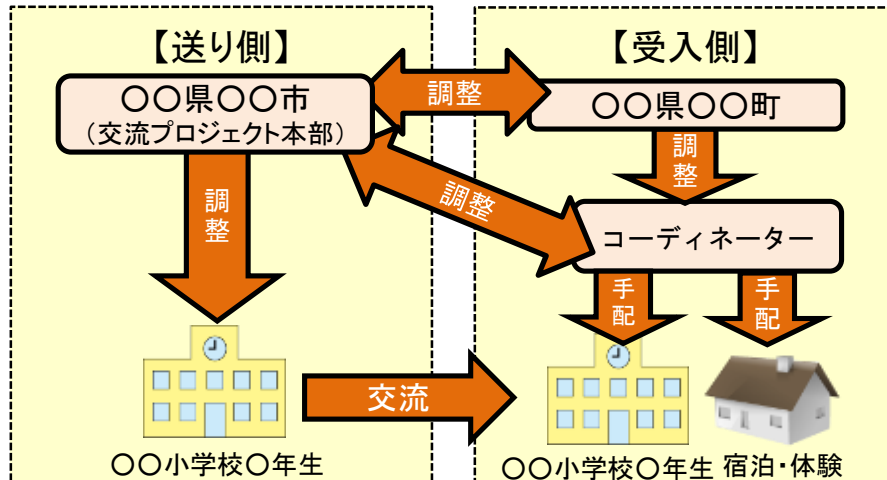 【送り側】
〇〇県〇〇市
（交流プロジェクト本部）
調整
〇〇小学校〇年生
調整
調整
交流
【受入側】
〇〇県〇〇町
調整
コーディネーター
手配
手配
〇〇小学校〇年生
宿泊・体験